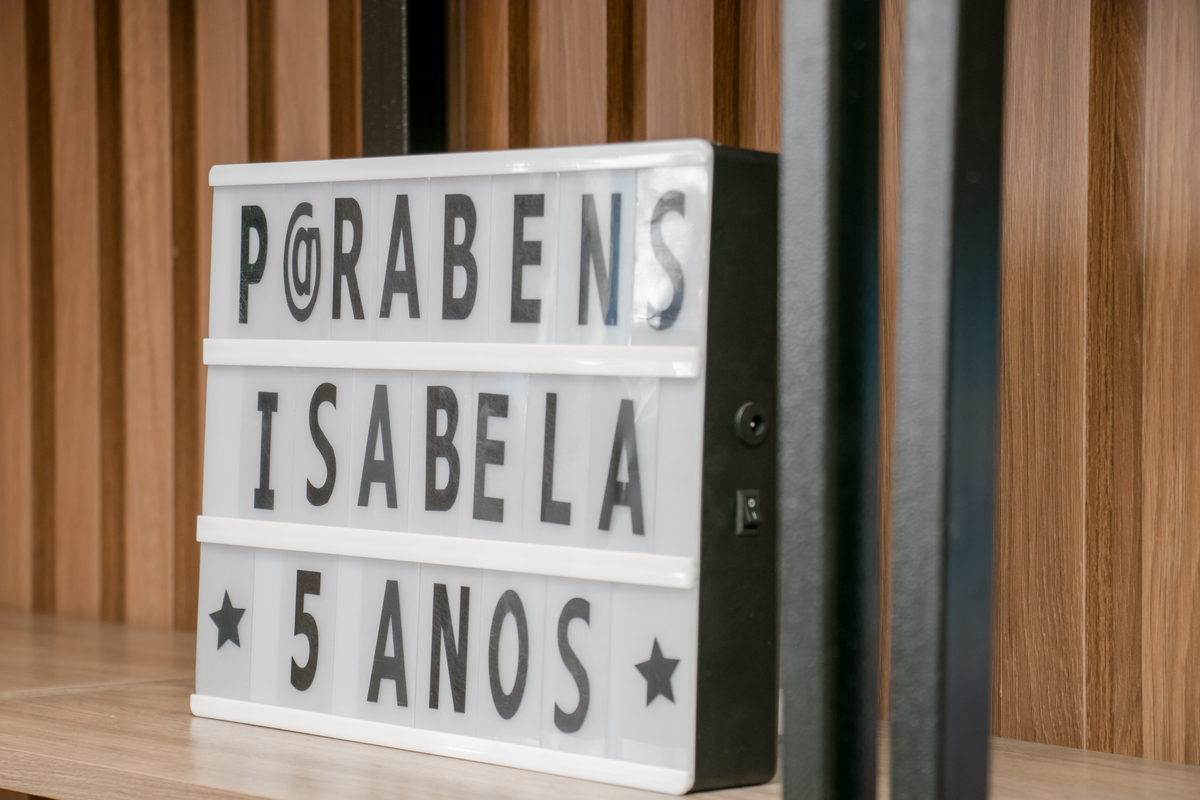 P@RABENS
ISABELA
★ 5 ANOS ★